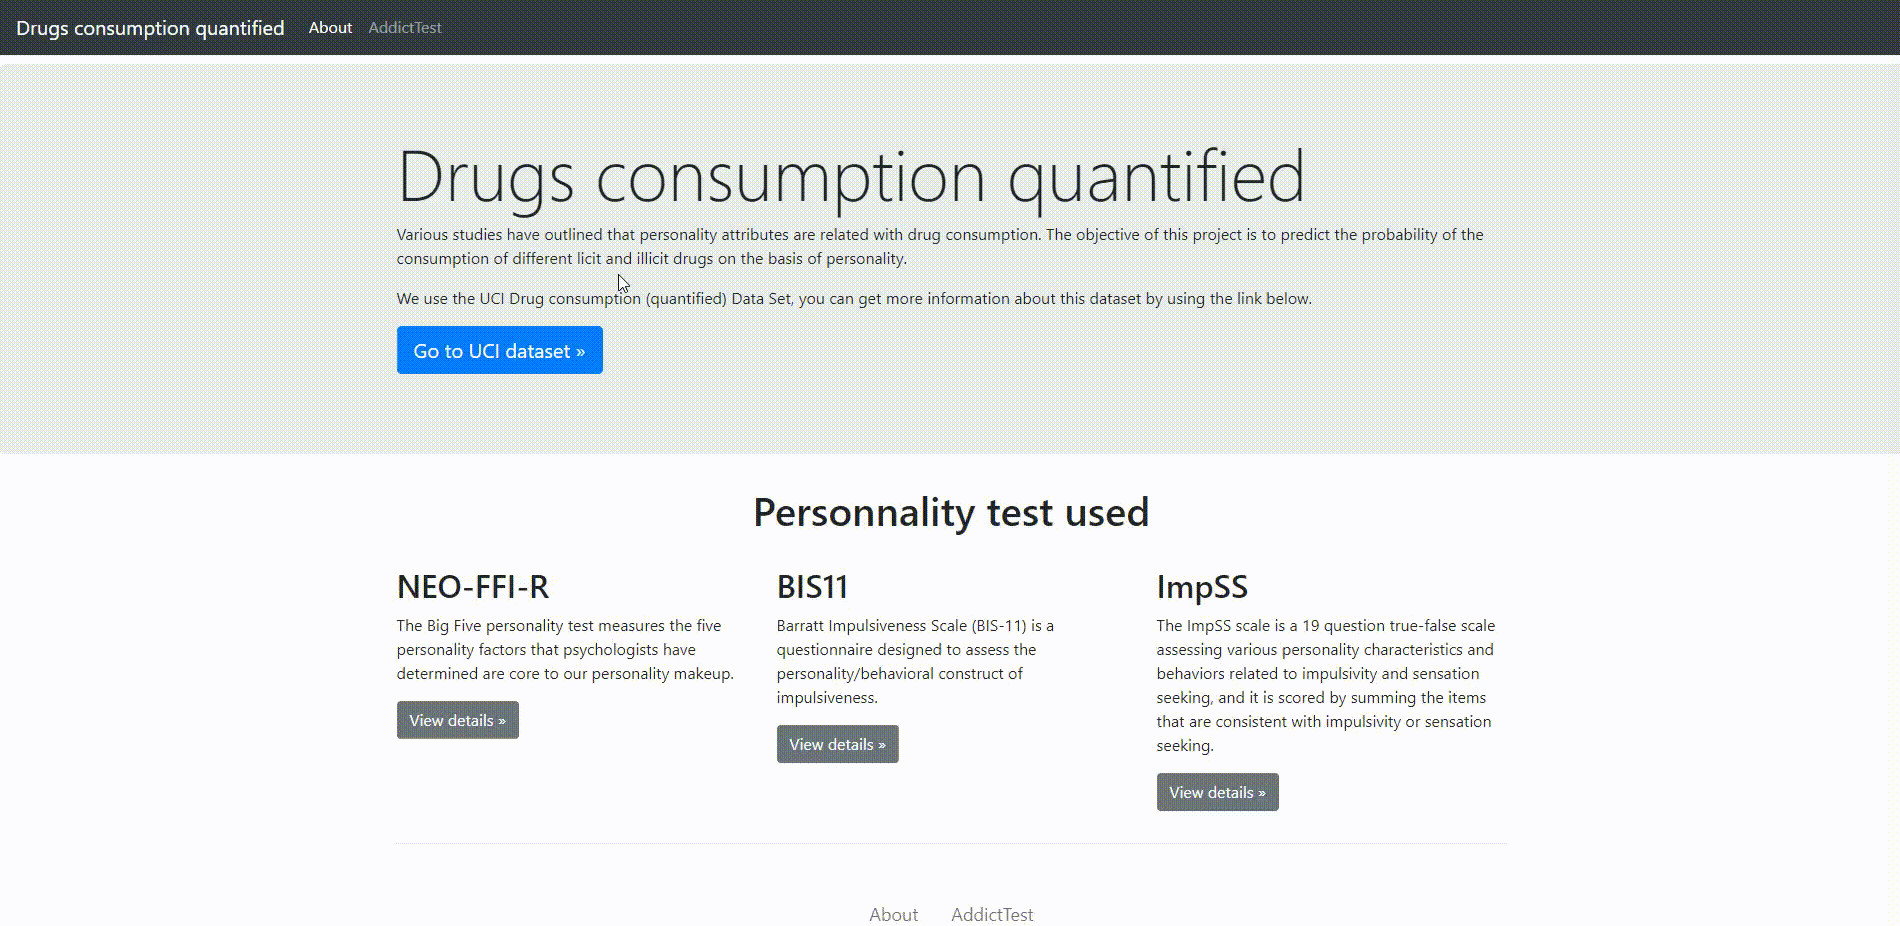 Drugs consumption quantified About AddictTest
Drugs consumption quantified
Various studies have outlined that personality attributes are related with drug consumption. The objective of this project is to predict the probability of the
consumption of different licit and illicit drugs on the basis of personality.
We use the UCI Drug consumption (quantified) Data Set, you can get more information about this dataset by using the link below.
Go to UCI dataset »
Personnality test used
NEO-FFI-R
The Big Five personality test measures the five
personality factors that psychologists have
determined are core to our personality makeup.
View details »
BIS11
Barratt Impulsiveness Scale (BIS-11) is a
questionnaire designed to assess the
personality/behavioral construct of
impulsiveness.
View details »
ImpSS
The ImpSS scale is a 19 question true-false scale
assessing various personality characteristics and
behaviors related to impulsivity and sensation
seeking, and it is scored by summing the items
that are consistent with impulsivity or sensation
seeking.
View details »
About AddictTest